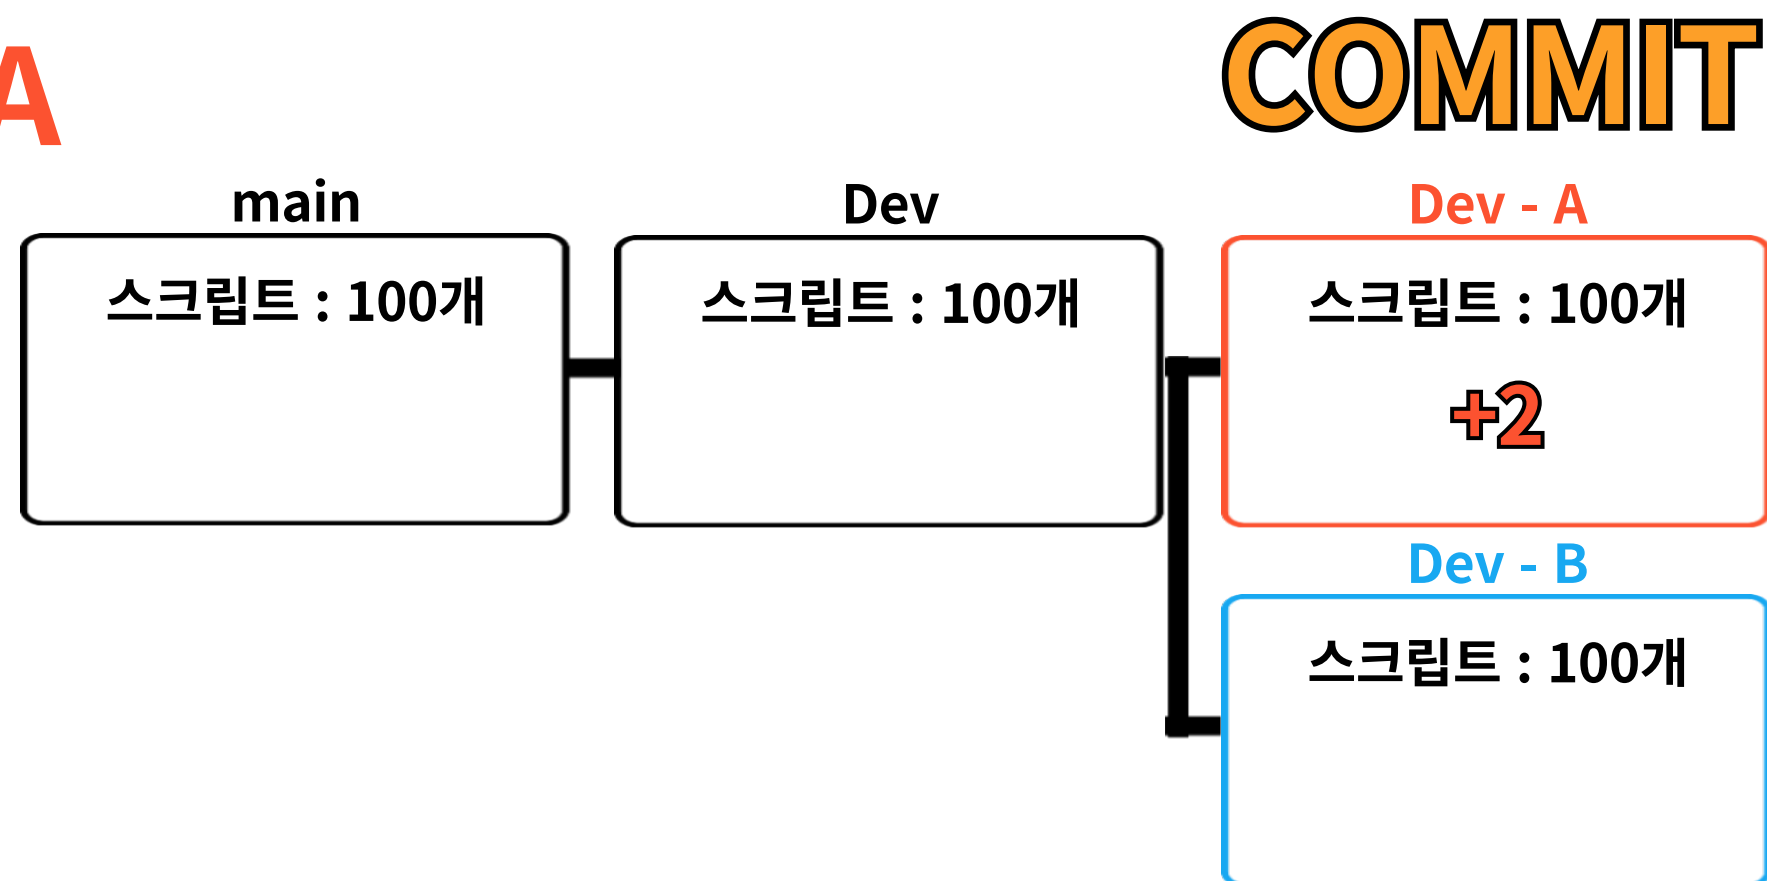 A
COMMIT
main
Dev
Dev - A
스크립트 : 100개
스크립트 : 100개
스크립트 : 100개
+2
Dev - B
스크립트 : 100개